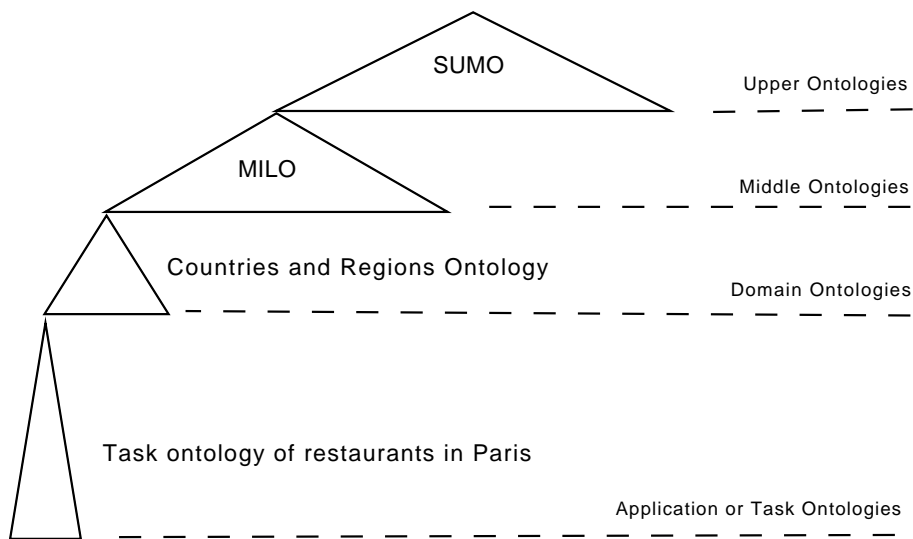 SUMO
Upper Ontologies
MILO
Middle Ontologies
Countries and Regions Ontology
Domain Ontologies
Task ontology of restaurants in Paris
Application or Task Ontologies